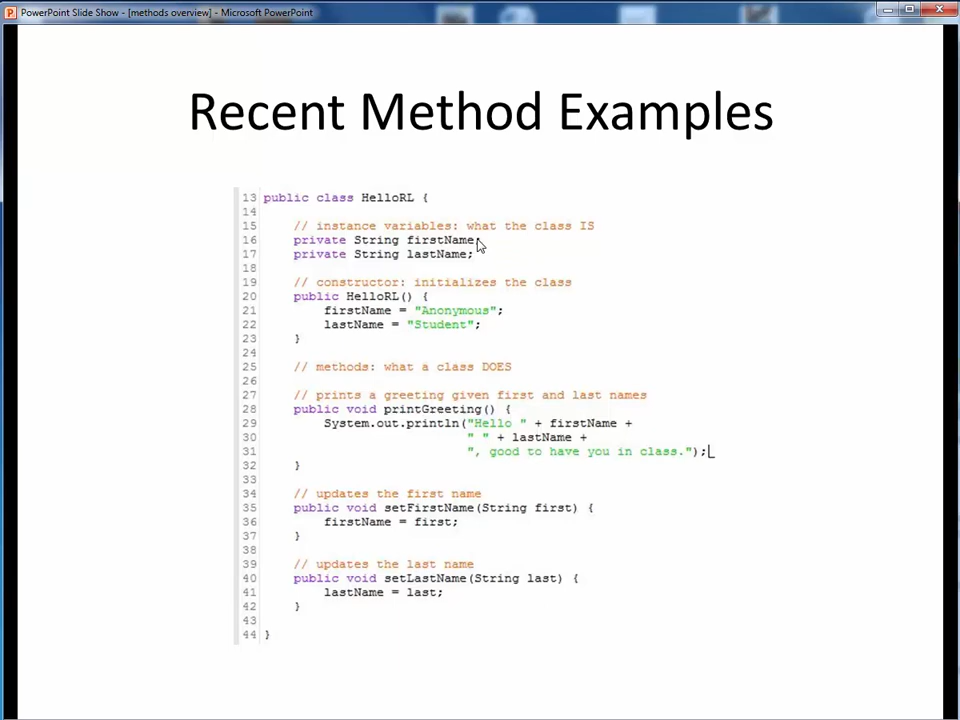 PowerPoint Slide Show - [methods overview] - Microsoft PowerPoint
Recent Method Examples
13 public class HelloRL {
14
15     // instance variables: what the class IS
16     private String firstName;
17     private String lastName;
18
19     // constructor: initializes the class
20     public HelloRL() {
21         firstName = "Anonymous";
22         lastName = "Student";
23     }
24
25     // methods: what a class DOES
26
27     // prints a greeting given first and last names
28     public void printGreeting() {
29         System.out.println("Hello " + firstName +
30                            " " + lastName +
31                            ", good to have you in class.");
32     }
33
34     // updates the first name
35     public void setFirstName(String first) {
36         firstName = first;
37     }
38
39     // updates the last name
40     public void setLastName(String last) {
41         lastName = last;
42     }
43
44 }